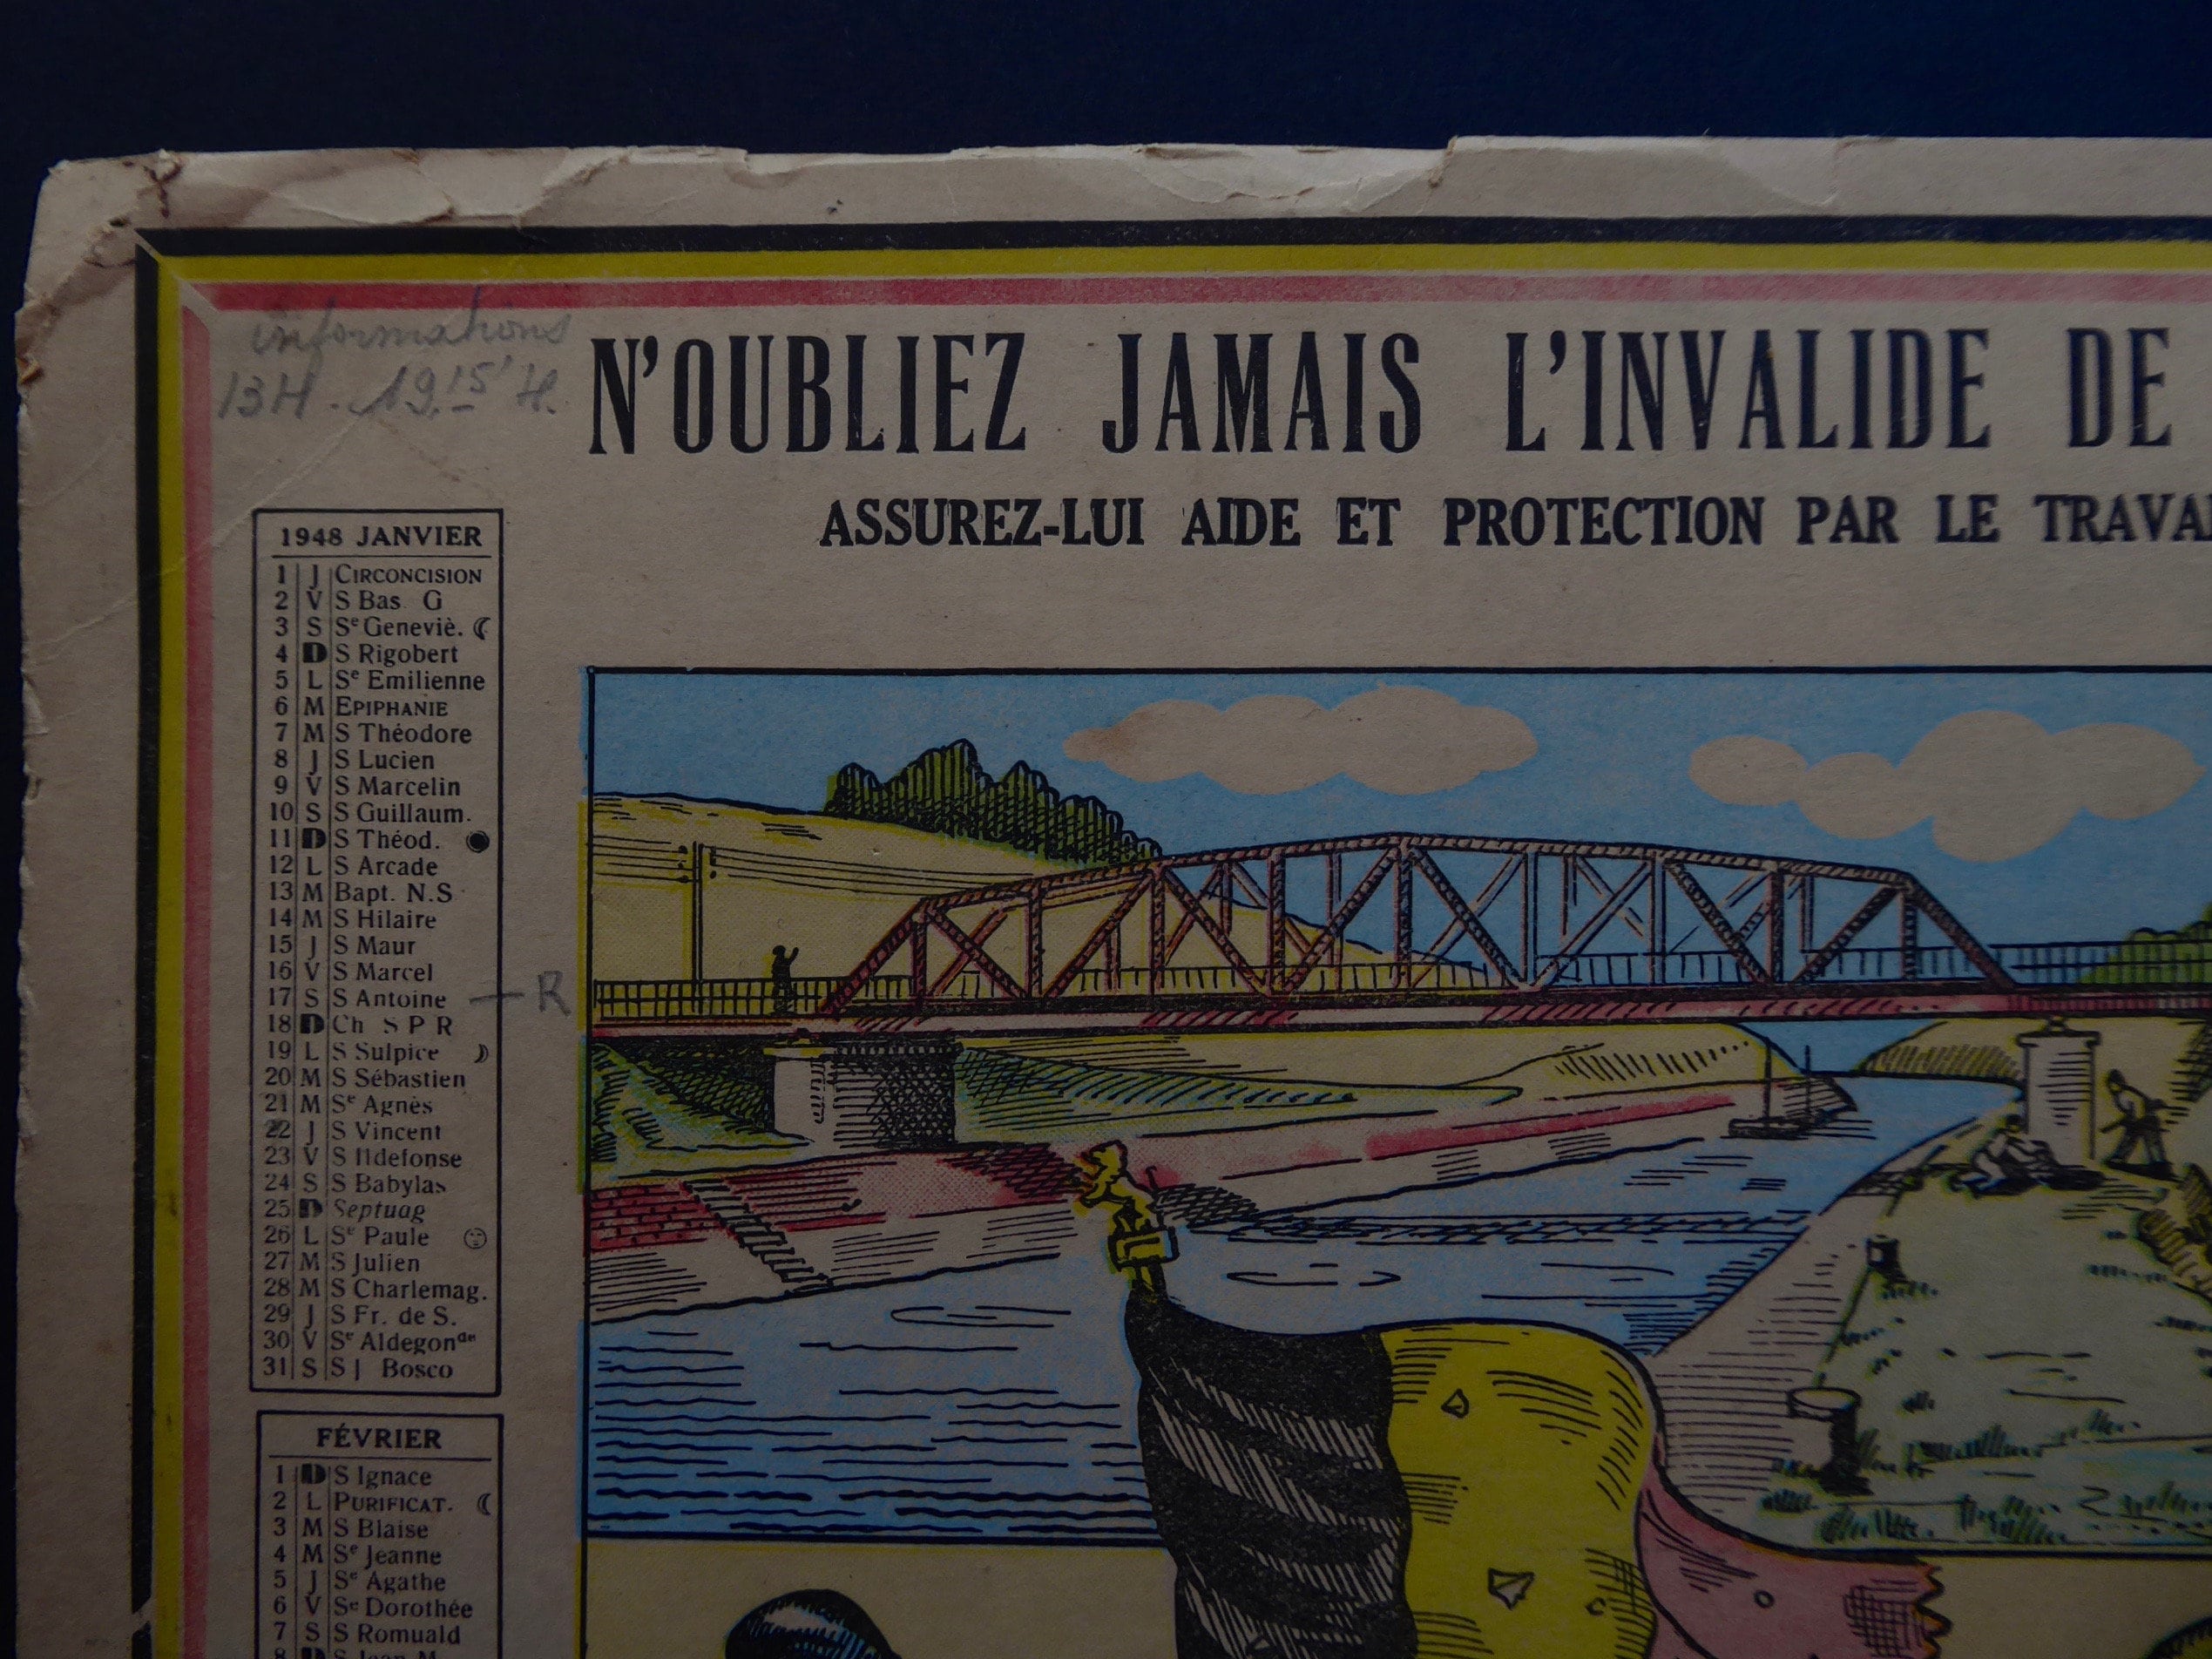 informations
13H. 19.15' H.
N'OUBLIEZ JAMAIS L'INVALIDE DE
ASSUREZ-LUI AIDE ET PROTECTION PAR LE TRAVA
1948 JANVIER
1 J CIRCONCISION
2 V S Bas. G
3 S Se Genevìè.
4 D S Rigobert
5 L Se Emilienne
6 M EPIPHANIE
7 M S Théodore
8 J S Lucien
9 V S Marcelin
10 S S Guillaum.
11 D S Théod.
12 L S Arcade
13 M Bapt. N.S
14 M S Hilaire
15 J S Maur
16 V S Marcel
17 S S Antoine — R
18 D Ch S P R
19 L S Sulpice
20 M S Sébastien
21 M Se Agnès
22 J S Vincent
23 V S Ildefonse
24 S S Babylas
25 D Septuag
26 L Se Paule
27 M S Julien
28 M S Charlemag.
29 J S Fr. de S.
30 V Se Aldegonde
31 S S J Bosco
FÉVRIER
1 D S Ignace
2 L PURIFICAT.
3 M S Blaise
4 M Se Jeanne
5 J Se Agathe
6 V Se Dorothée
7 S S Romuald
8 D S Jean M.